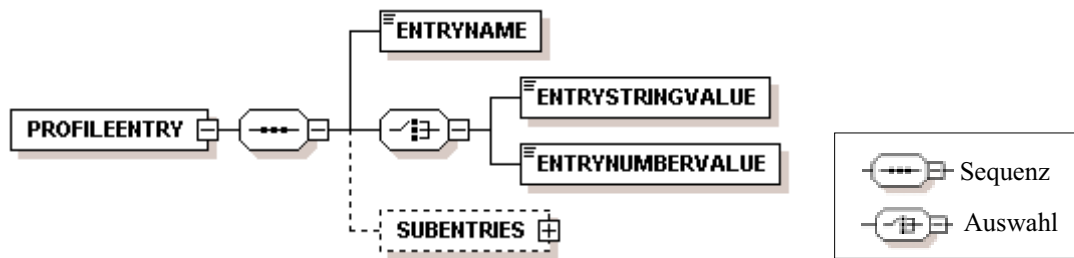 ENTRYNAME
PROFILEENTRY
ENTRYSTRINGVALUE
ENTRYNUMBERVALUE
SUBENTRIES
Sequenz
Auswahl